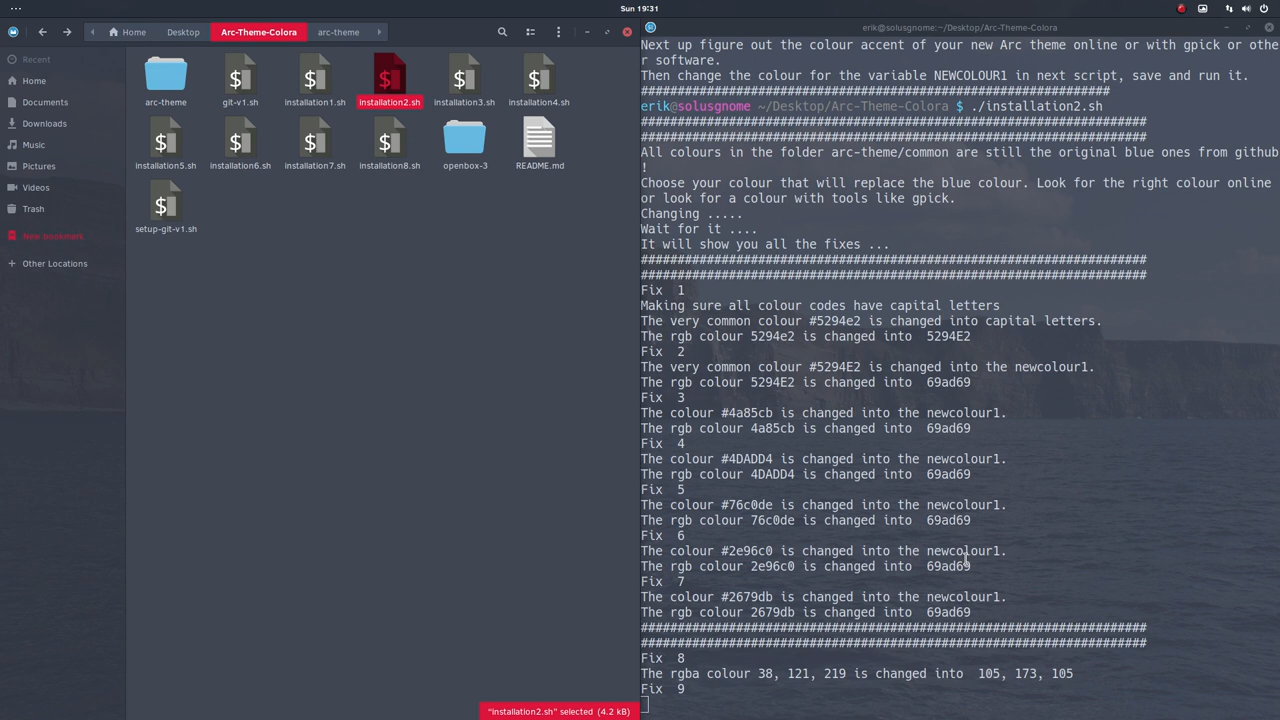 Sun 19:31
Home
Desktop
Arc-Theme-Colora
arc-theme
Recent
Home
Documents
Downloads
Music
Pictures
Videos
Trash
New bookmark
Other Locations
arc-theme
git-v1.sh
installation1.sh
installation2.sh
installation3.sh
installation4.sh
installation5.sh
installation6.sh
installation7.sh
installation8.sh
openbox-3
README.md
setup-git-v1.sh
"installation2.sh" selected (4.2 kB)
erik@solusgnome:~/Desktop/Arc-Theme-Colora
Next up figure out the colour accent of your new Arc theme online or with gpick or othe
r software.
Then change the colour for the variable NEWCOLOUR1 in next script, save and run it.
################################################################
erik@solusgnome ~/Desktop/Arc-Theme-Colora $ ./installation2.sh
#####################################################################
#####################################################################
All colours in the folder arc-theme/common are still the original blue ones from github
!
Choose your colour that will replace the blue colour. Look for the right colour online
or look for a colour with tools like gpick.
Changing .....
Wait for it ....
It will show you all the fixes ...
#####################################################################
#####################################################################
Fix  1
Making sure all colour codes have capital letters
The very common colour #5294e2 is changed into capital letters.
The rgb colour 5294e2 is changed into  5294E2
Fix  2
The very common colour #5294E2 is changed into the newcolour1.
The rgb colour 5294E2 is changed into  69ad69
Fix  3
The colour #4a85cb is changed into the newcolour1.
The rgb colour 4a85cb is changed into  69ad69
Fix  4
The colour #4DADD4 is changed into the newcolour1.
The rgb colour 4DADD4 is changed into  69ad69
Fix  5
The colour #76c0de is changed into the newcolour1.
The rgb colour 76c0de is changed into  69ad69
Fix  6
The colour #2e96c0 is changed into the newcolour1.
The rgb colour 2e96c0 is changed into  69ad69
Fix  7
The colour #2679db is changed into the newcolour1.
The rgb colour 2679db is changed into  69ad69
#####################################################################
#####################################################################
Fix  8
The rgba colour 38, 121, 219 is changed into  105, 173, 105
Fix  9